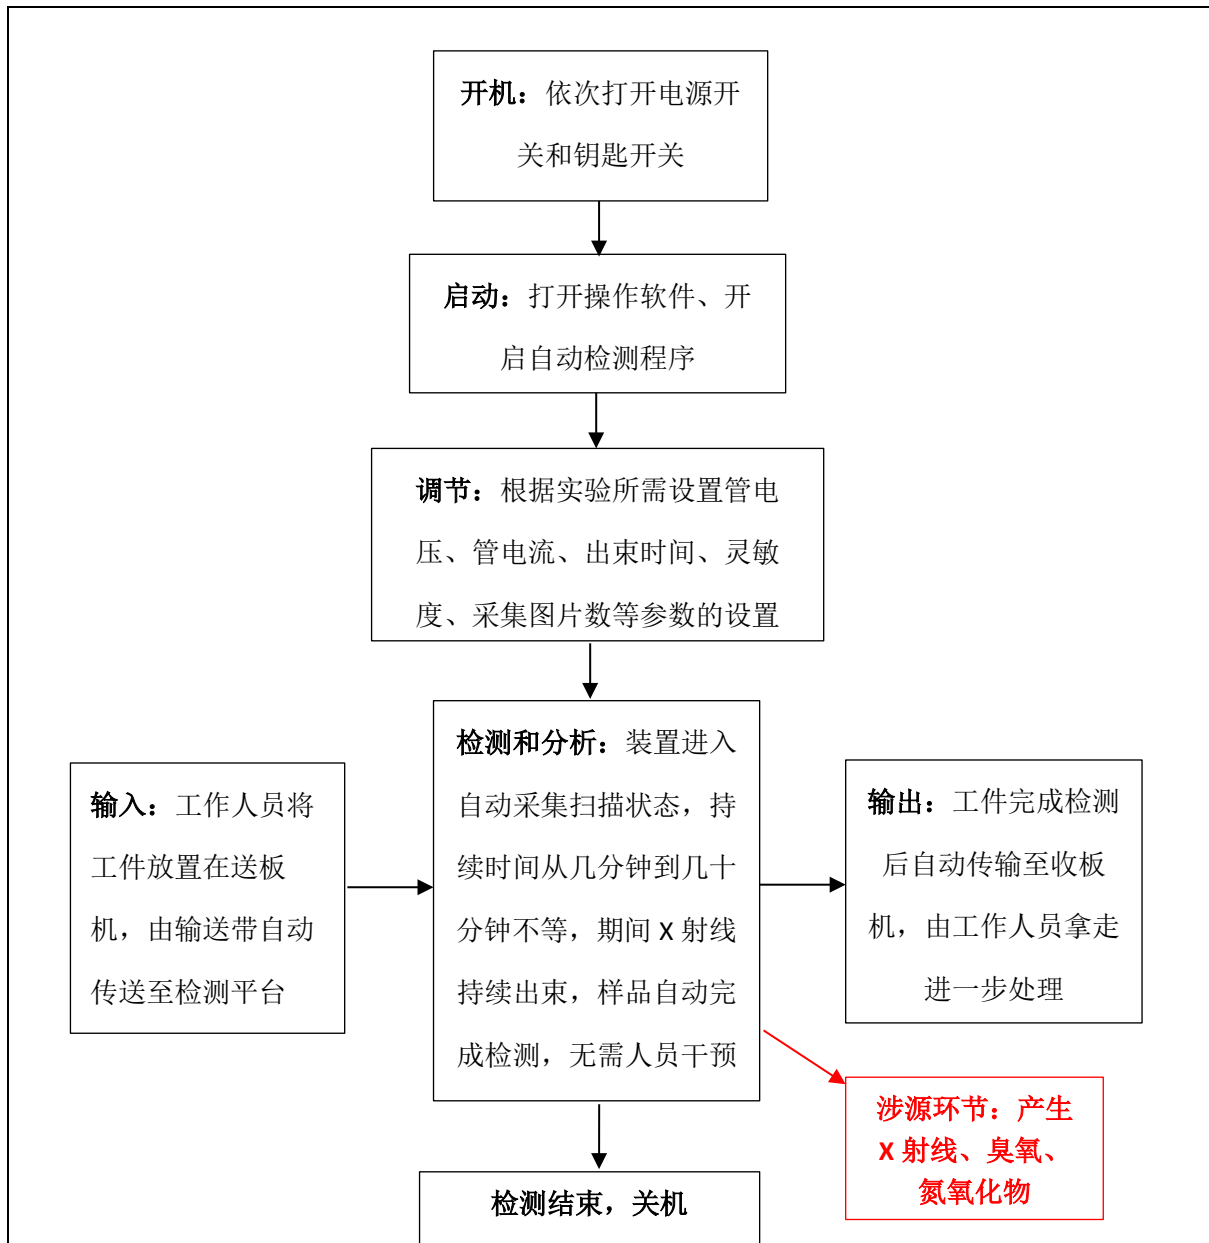 开机：依次打开电源开
关和钥匙开关
启动：打开操作软件、开
启自动检测程序
调节：根据实验所需设置管电
压、管电流、出束时间、灵敏
度、采集图片数等参数的设置
输入：工作人员将
工件放置在送板
机，由输送带自动
传送至检测平台
检测和分析：装置进入
自动采集扫描状态，持
续时间从几分钟到几十
分钟不等，期间 X 射线
持续出束，样品自动完
成检测，无需人员干预
输出：工件完成检测
后自动传输至收板
机，由工作人员拿走
进一步处理
涉源环节：产生
X 射线、臭氧、
氮氧化物
检测结束，关机